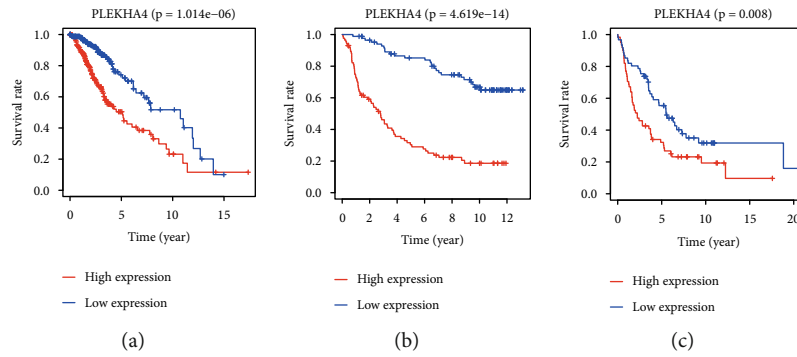 PLEKHA4 (p = 1.014e−06)
Survival rate
1.0
0.8
0.6
0.4
0.2
0.0
0 5 10 15
Time (year)
High expression
Low expression
(a)
PLEKHA4 (p = 4.619e−14)
Survival rate
1.0
0.8
0.6
0.4
0.2
0.0
0 2 4 6 8 10 12
Time (year)
High expression
Low expression
(b)
PLEKHA4 (p = 0.008)
Survival rate
1.0
0.8
0.6
0.4
0.2
0.0
0 5 10 15 20
Time (year)
High expression
Low expression
(c)